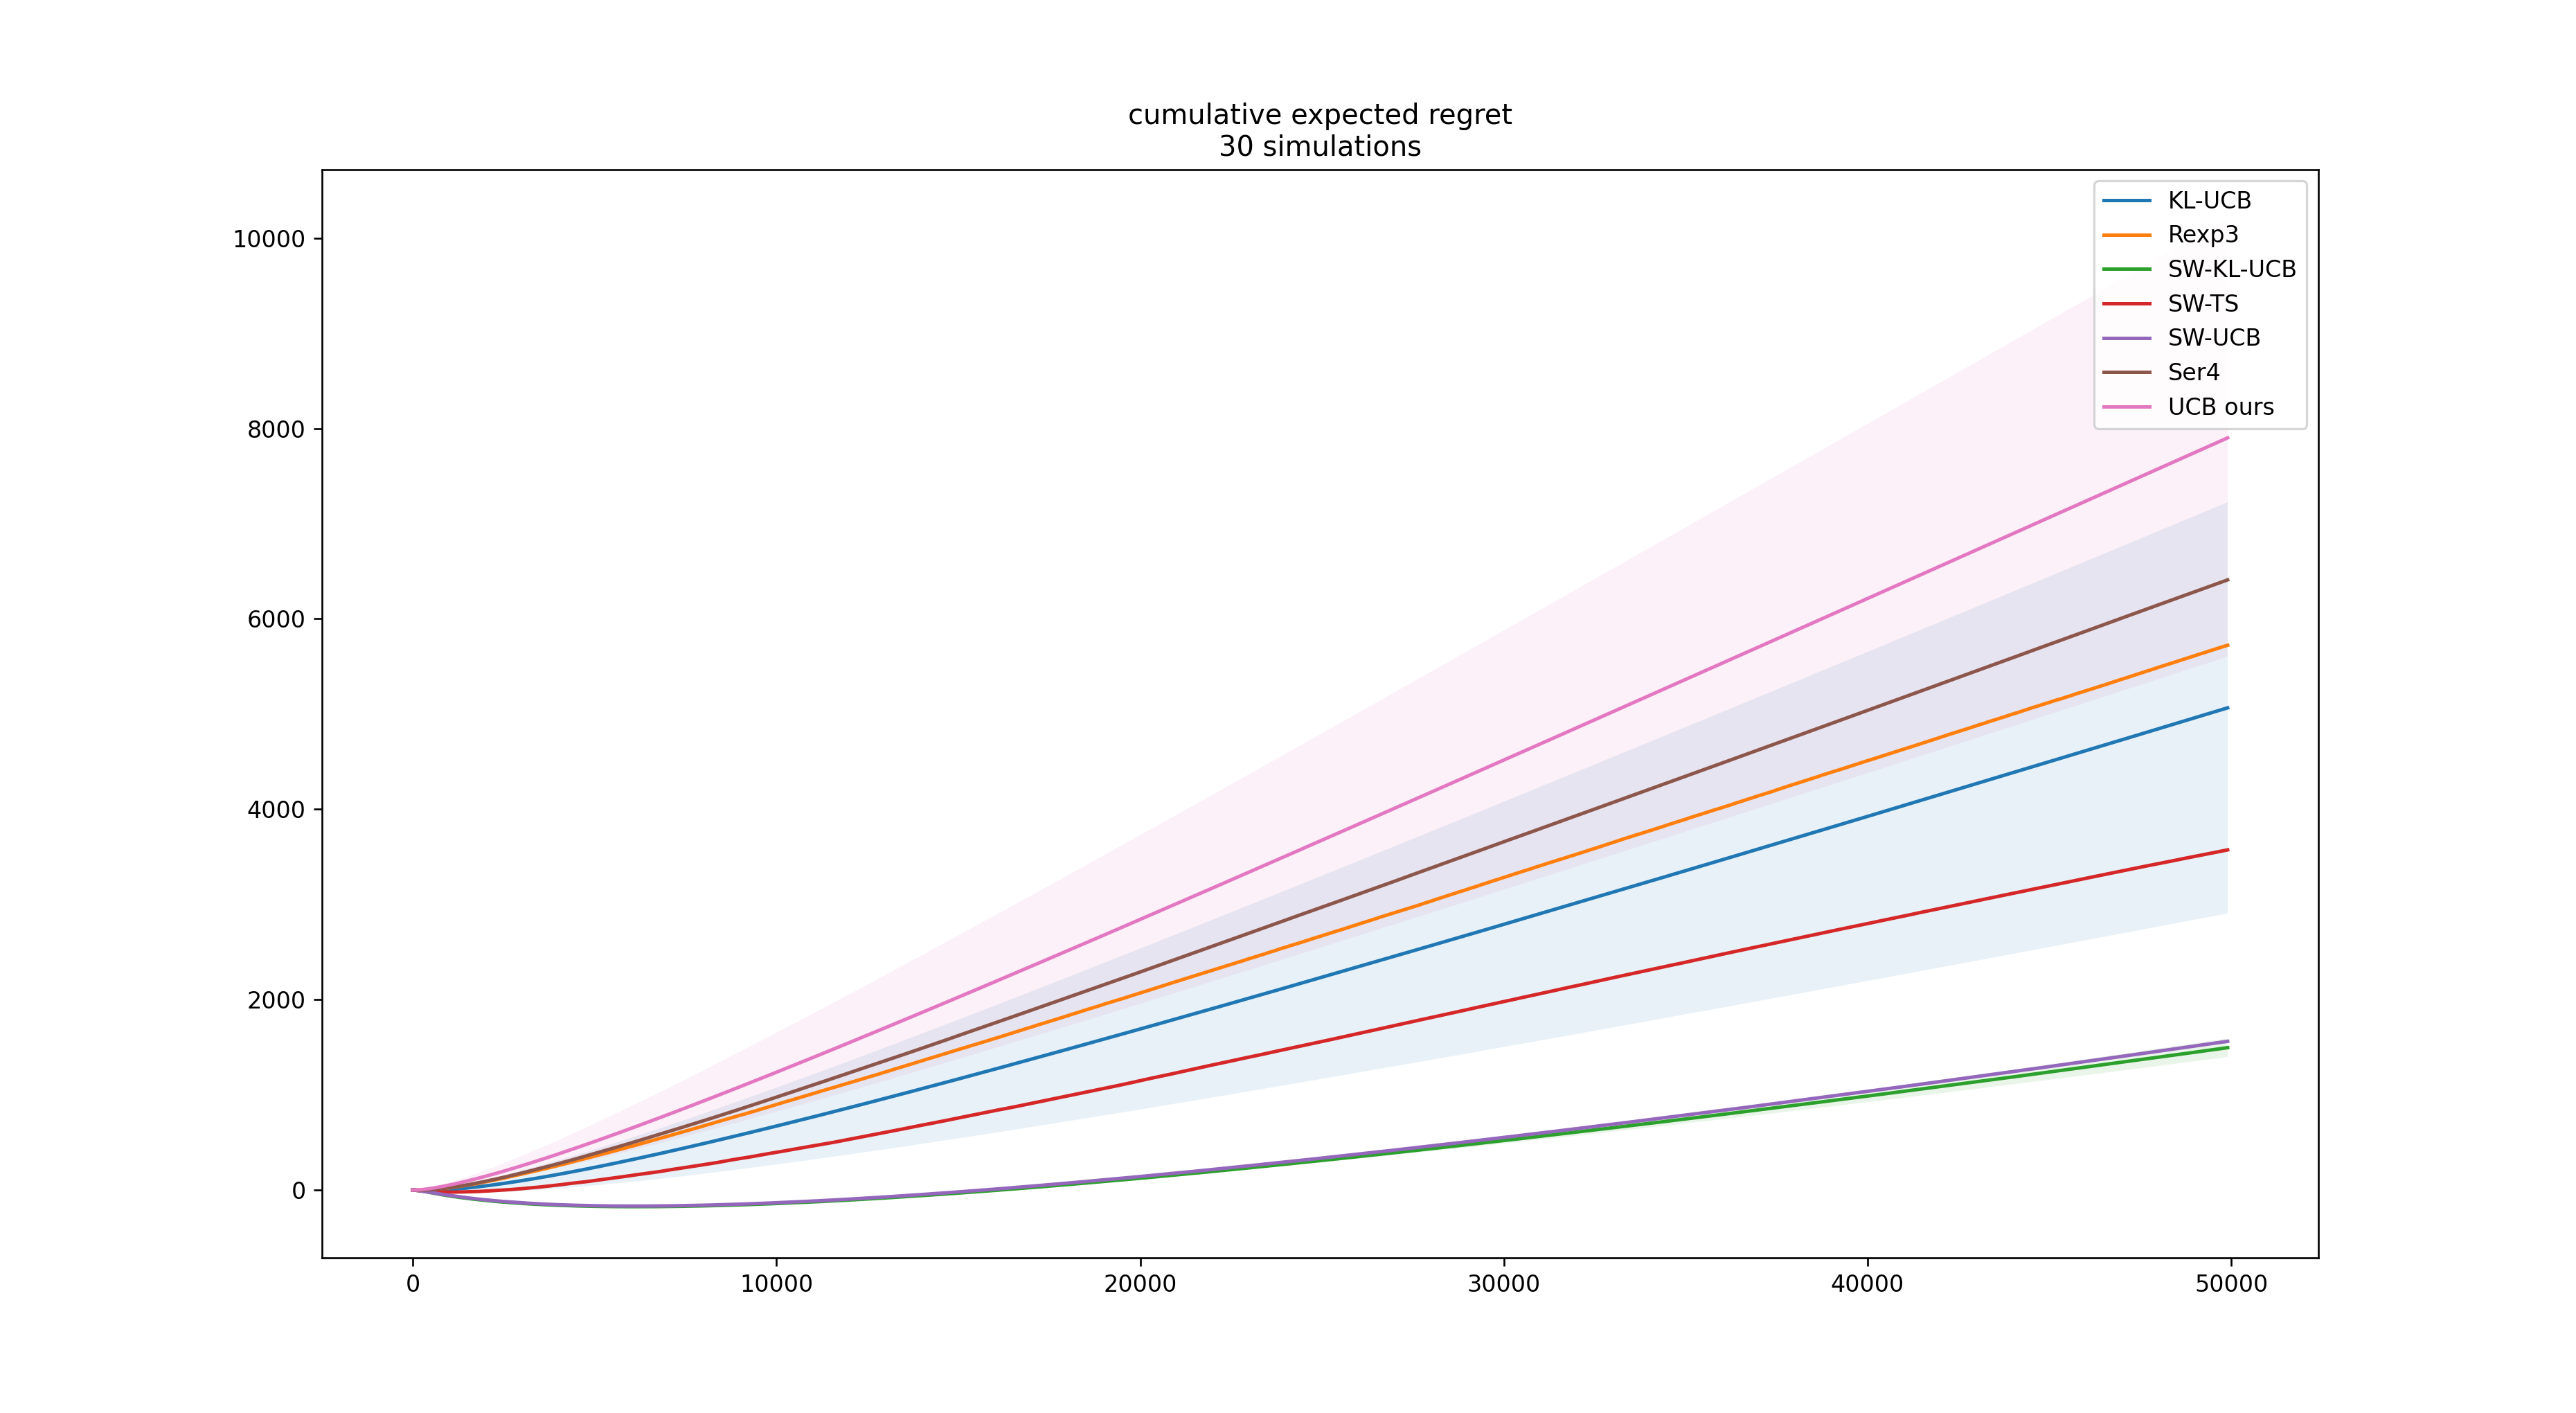 cumulative expected regret
30 simulations
10000
8000
6000
4000
2000
0
0
10000
20000
30000
40000
50000
KL-UCB
Rexp3
SW-KL-UCB
SW-TS
SW-UCB
Ser4
UCB ours